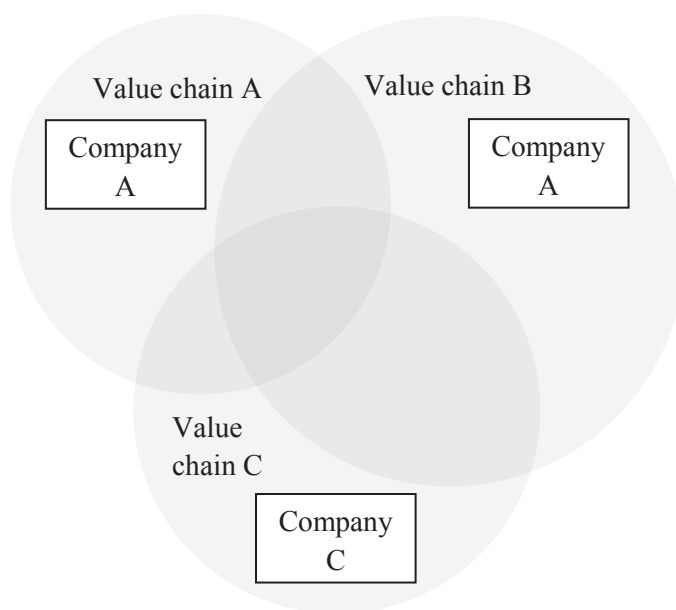 Value chain A
Value chain B
Company
A
Company
A
Value
chain C
Company
C